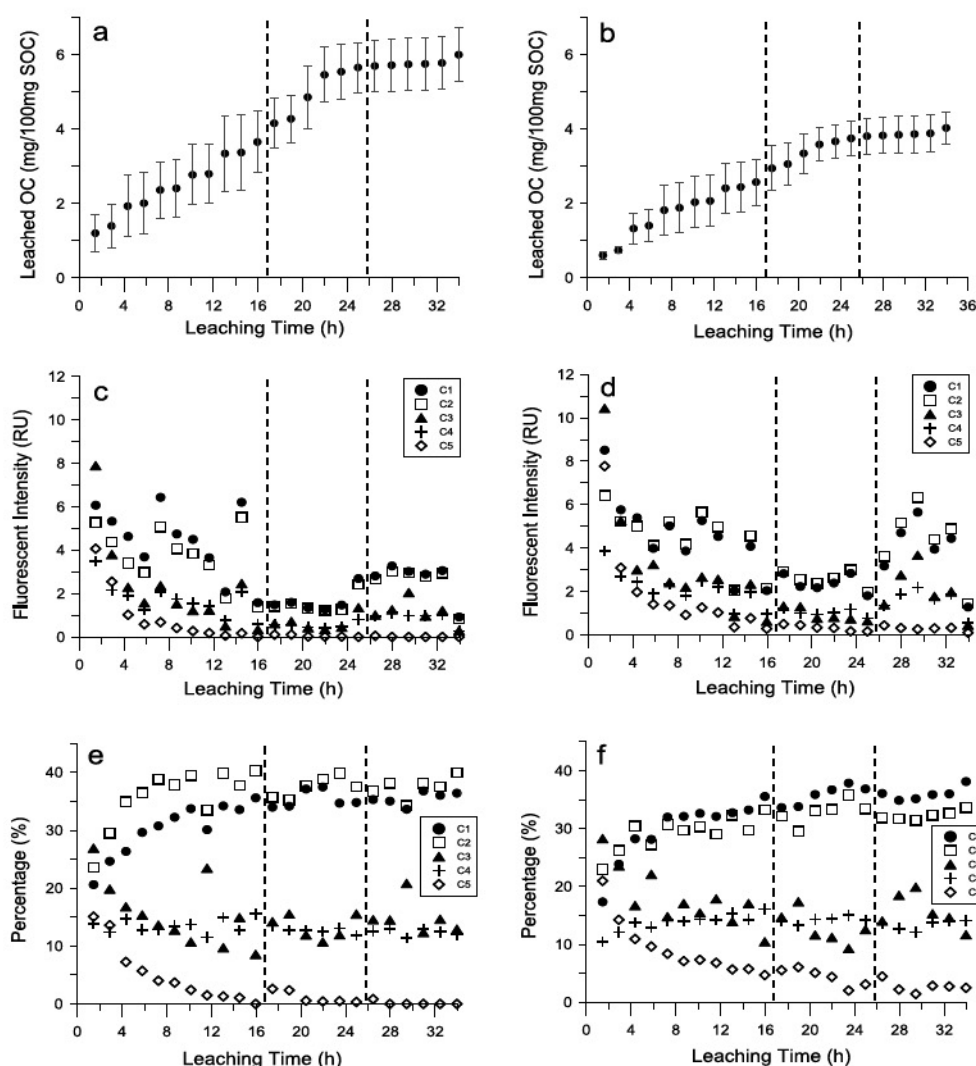 a
Leached OC (mg/100mg SOC)
6
4
2
0
0 4 8 12 16 20 24 28 32
Leaching Time (h)
b
Leached OC (mg/100mg SOC)
6
4
2
0
0 4 8 12 16 20 24 28 32 36
Leaching Time (h)
c
Fluorescent Intensity (RU)
12
10
8
6
4
2
0
0 4 8 12 16 20 24 28 32
Leaching Time (h)
C1
C2
C3
C4
C5
d
Fluorescent Intensity (RU)
12
10
8
6
4
2
0
0 4 8 12 16 20 24 28 32
Leaching Time (h)
C1
C2
C3
C4
C5
e
Percentage (%)
40
30
20
10
0
0 4 8 12 16 20 24 28 32
Leaching Time (h)
C1
C2
C3
C4
C5
f
Percentage (%)
40
30
20
10
0
0 4 8 12 16 20 24 28 32
Leaching Time (h)
C
C
C
C
C